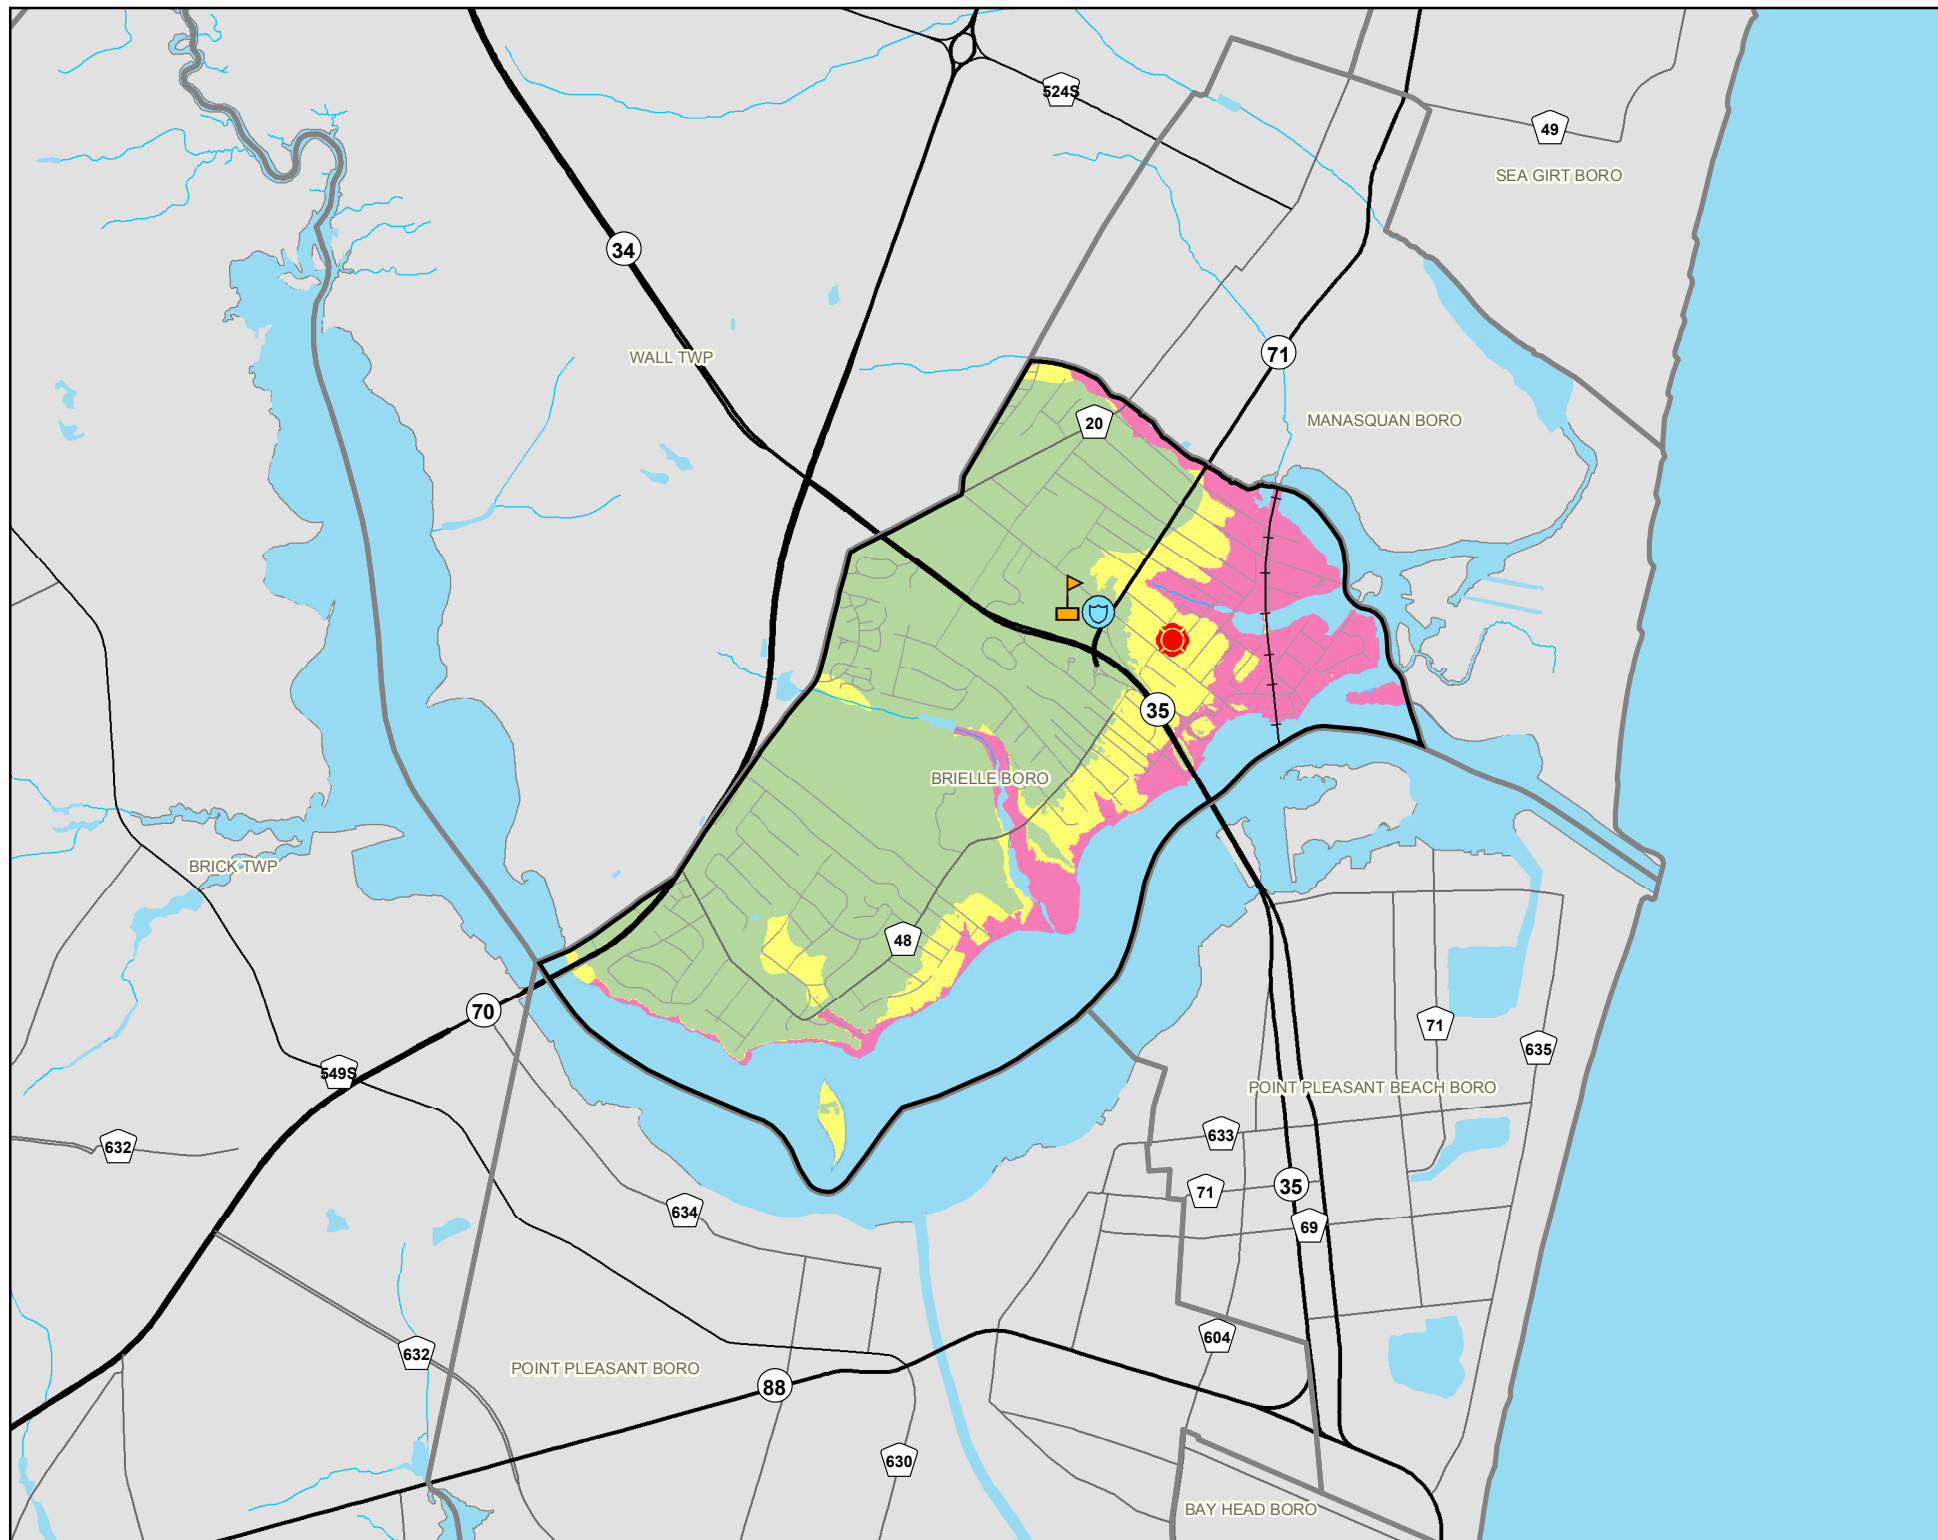 524S
49
SEA GIRT BORO
34
WALL TWP
71
MANASQUAN BORO
20
35
BRIELLE BORO
BRICK TWP
48
70
71
635
549S
POINT PLEASANT BEACH BORO
632
633
71
35
634
69
604
632
POINT PLEASANT BORO
88
630
BAY HEAD BORO